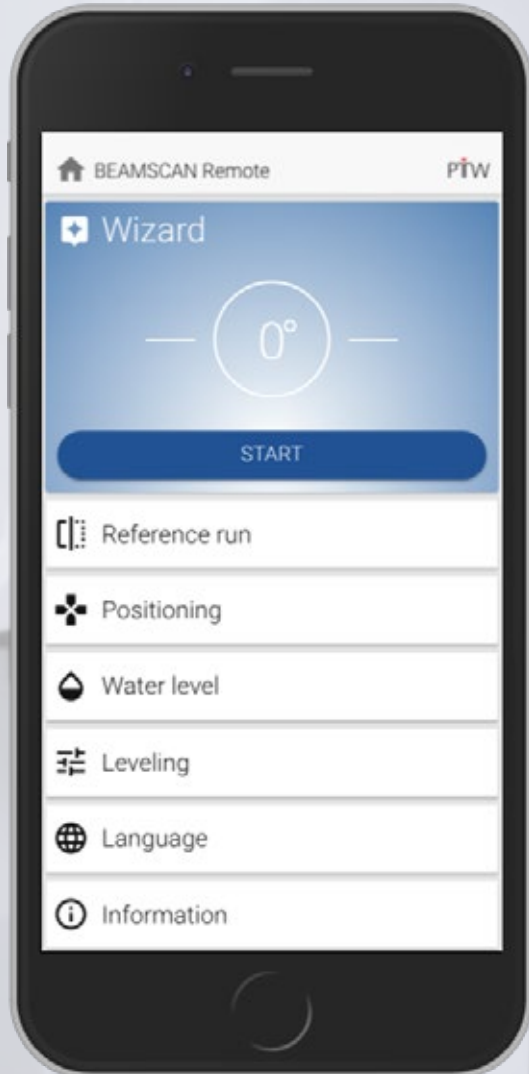 BEAMSCAN Remote PTW
Wizard
0°
START
Reference run
Positioning
Water level
Leveling
Language
Information